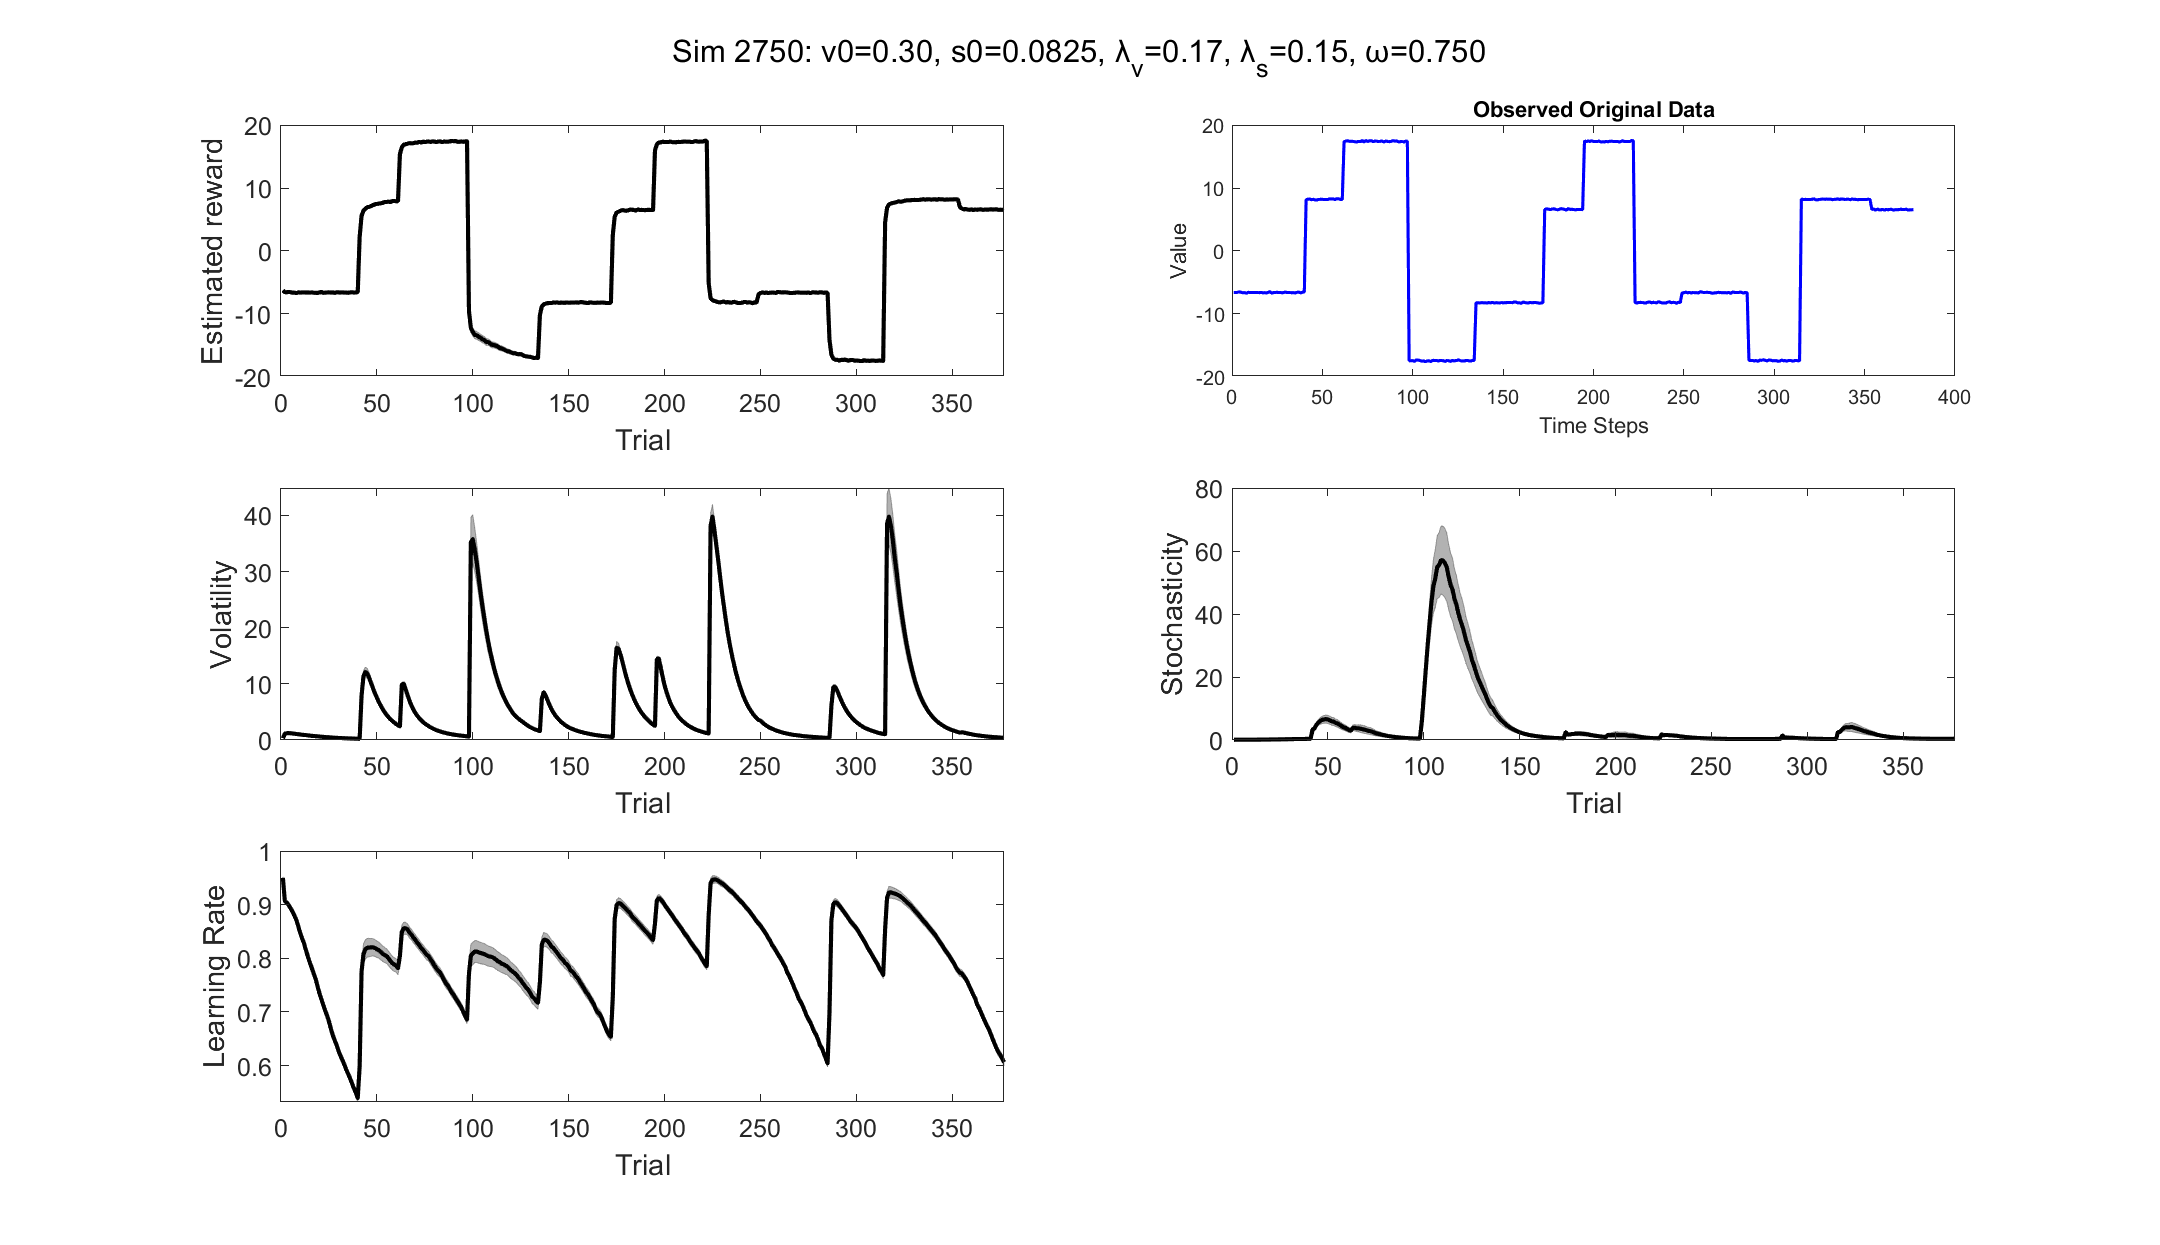 Sim 2750: v0=0.30, s0=0.0825, λ_v=0.17, λ_s=0.15, ω=0.750
Estimated reward
20
10
0
-10
-20
0 50 100 150 200 250 300 350
Trial
Observed Original Data
Value
20
10
0
-10
-20
0 50 100 150 200 250 300 350 400
Time Steps
Volatility
40
30
20
10
0
0 50 100 150 200 250 300 350
Trial
Stochasticity
80
60
40
20
0
0 50 100 150 200 250 300 350
Trial
Learning Rate
1
0.9
0.8
0.7
0.6
0 50 100 150 200 250 300 350
Trial